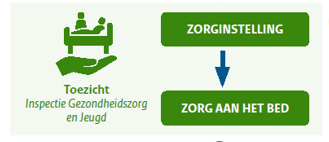 ZORGINSTELLING
Toezicht
Inspectie Gezondheidszorg
en Jeugd
ZORG AAN HET BED